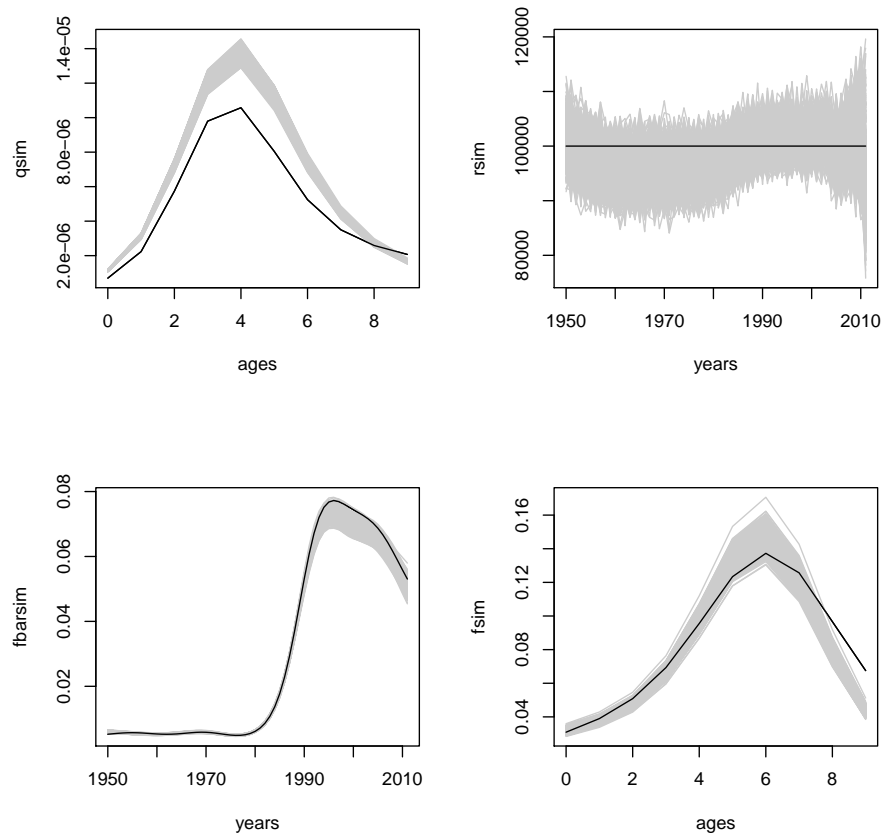 qsim
2.0e−06
8.0e−06
1.4e−05
0 2 4 6 8
ages
rsim
80000
100000
120000
1950 1970 1990 2010
years
fbarsim
0.02
0.04
0.06
0.08
1950 1970 1990 2010
years
fsim
0.04
0.08
0.12
0.16
0 2 4 6 8
ages